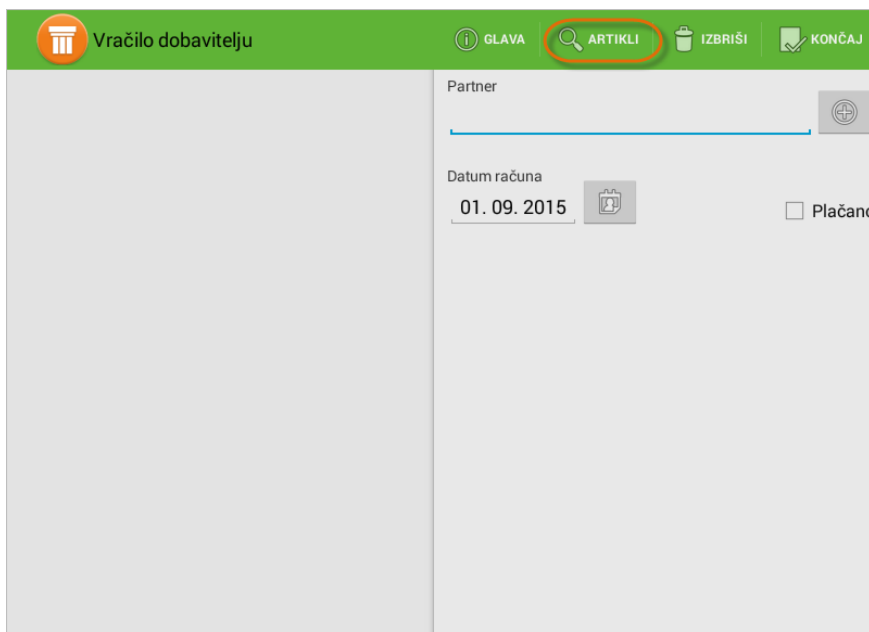 Vračilo dobavitelju
GLAVA
ARTIKLI
IZBRIŠI
KONČAJ
Partner
Datum računa
01. 09. 2015